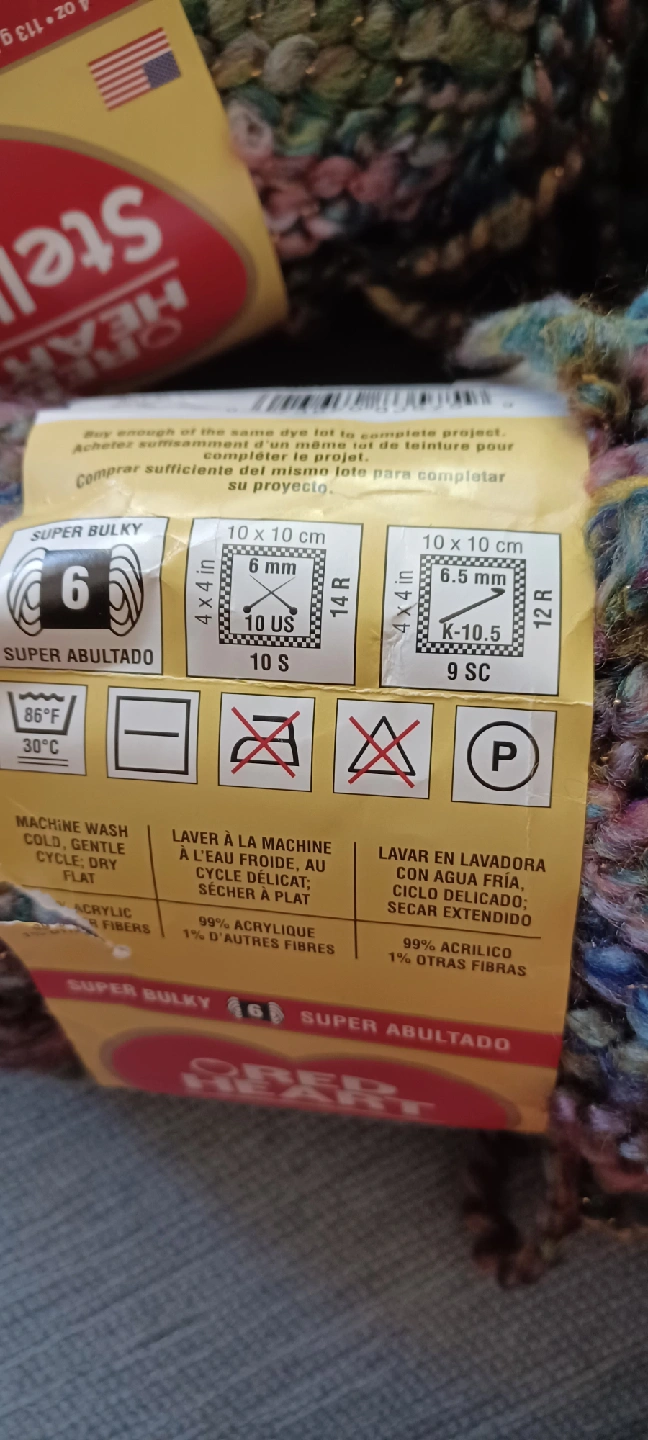 4 oz • 113 g
Stell
RED
HEART
Buy enough of the same dye lot to complete project.
Achetez suffisamment d'un même lot de teinture pour
compléter le projet.
Comprar sufficiente del mismo lote para completar
su proyecto.
SUPER BULKY
6
SUPER ABULTADO
10 x 10 cm
4 x 4 in
6 mm
10 US
14 R
10 S
10 x 10 cm
4 x 4 in
6.5 mm
K-10.5
12 R
9 SC
86°F
30°C
P
MACHINE WASH
COLD, GENTLE
CYCLE; DRY
FLAT
ACRYLIC
FIBERS
LAVER À LA MACHINE
À L'EAU FROIDE, AU
CYCLE DÉLICAT;
SÉCHER À PLAT
99% ACRYLIQUE
1% D'AUTRES FIBRES
LAVAR EN LAVADORA
CON AGUA FRÍA,
CICLO DELICADO;
SECAR EXTENDIDO
99% ACRILICO
1% OTRAS FIBRAS
SUPER BULKY 6 SUPER ABULTADO
RED
HEART